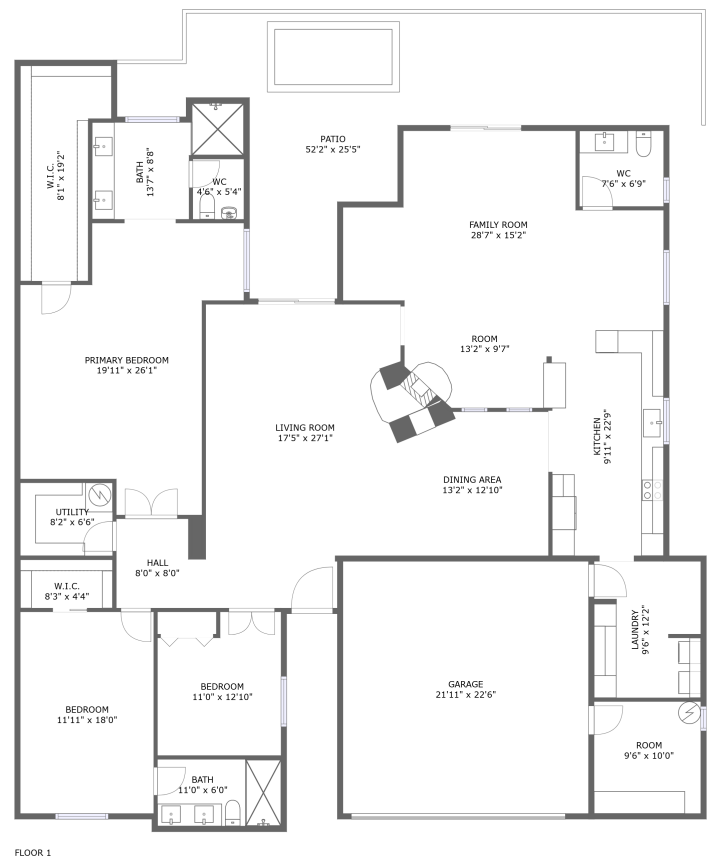 PATIO
52'2" x 25'5"
W.I.C.
8'1" x 19'2"
BATH
13'7" x 8'8"
WC
4'6" x 5'4"
WC
7'6" x 6'9"
FAMILY ROOM
28'7" x 15'2"
ROOM
13'2" x 9'7"
PRIMARY BEDROOM
19'11" x 26'1"
LIVING ROOM
17'5" x 27'1"
KITCHEN
9'11" x 22'9"
DINING AREA
13'2" x 12'10"
UTILITY
8'2" x 6'6"
HALL
8'0" x 8'0"
W.I.C.
8'3" x 4'4"
LAUNDRY
9'6" x 12'2"
BEDROOM
11'11" x 18'0"
BEDROOM
11'0" x 12'10"
GARAGE
21'11" x 22'6"
ROOM
9'6" x 10'0"
BATH
11'0" x 6'0"
FLOOR 1